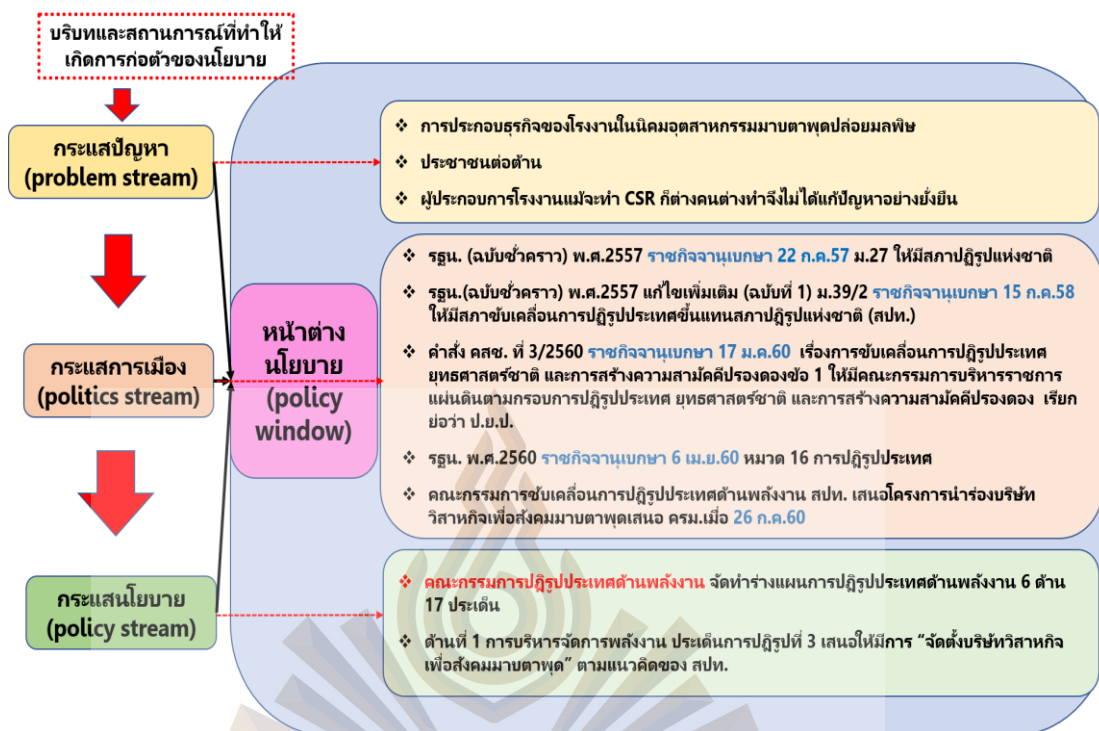 บริบทและสถานการณ์ที่ทำให้
เกิดการก่อตัวของนโยบาย
กระแสปัญหา
(problem stream)
❖ การประกอบธุรกิจของโรงงานในนิคมอุตสาหกรรมมาบตาพุดปล่อยมลพิษ
❖ ประชาชนต่อต้าน
❖ ผู้ประกอบการโรงงานแม้จะทำ CSR ก็ต่างคนต่างทำจึงไม่ได้แก้ปัญหาอย่างยั่งยืน
กระแสการเมือง
(politics stream)
หน้าต่าง
นโยบาย
(policy
window)
❖ รฐน. (ฉบับชั่วคราว) พ.ศ.2557 ราชกิจจานุเบกษา 22 ก.ค.57 ม.27 ให้มีสภาปฏิรูปแห่งชาติ
❖ รฐน.(ฉบับชั่วคราว) พ.ศ.2557 แก้ไขเพิ่มเติม (ฉบับที่ 1) ม.39/2 ราชกิจจานุเบกษา 15 ก.ค.58
ให้มีสภาขับเคลื่อนการปฏิรูปประเทศขึ้นแทนสภาปฏิรูปแห่งชาติ (สปท.)
❖ คำสั่ง คสช. ที่ 3/2560 ราชกิจจานุเบกษา 17 ม.ค.60 เรื่องการขับเคลื่อนการปฏิรูปประเทศ
ยุทธศาสตร์ชาติ และการสร้างความสามัคคีปรองดองข้อ 1 ให้มีคณะกรรมการบริหารราชการ
แผ่นดินตามกรอบการปฏิรูปประเทศ ยุทธศาสตร์ชาติ และการสร้างความสามัคคีปรองดอง เรียก
ย่อว่า ป.ย.ป.
❖ รฐน. พ.ศ.2560 ราชกิจจานุเบกษา 6 เม.ย.60 หมวด 16 การปฏิรูปประเทศ
❖ คณะกรรมการขับเคลื่อนการปฏิรูปประเทศด้านพลังงาน สปท. เสนอโครงการนำร่องบริษัท
วิสาหกิจเพื่อสังคมมาบตาพุดเสนอ ครม.เมื่อ 26 ก.ค.60
กระแสนโยบาย
(policy stream)
❖ คณะกรรมการปฏิรูปประเทศด้านพลังงาน จัดทำร่างแผนการปฏิรูปประเทศด้านพลังงาน 6 ด้าน
17 ประเด็น
❖ ด้านที่ 1 การบริหารจัดการพลังงาน ประเด็นการปฏิรูปที่ 3 เสนอให้มีการ “จัดตั้งบริษัทวิสาหกิจ
เพื่อสังคมมาบตาพุด” ตามแนวคิดของ สปท.